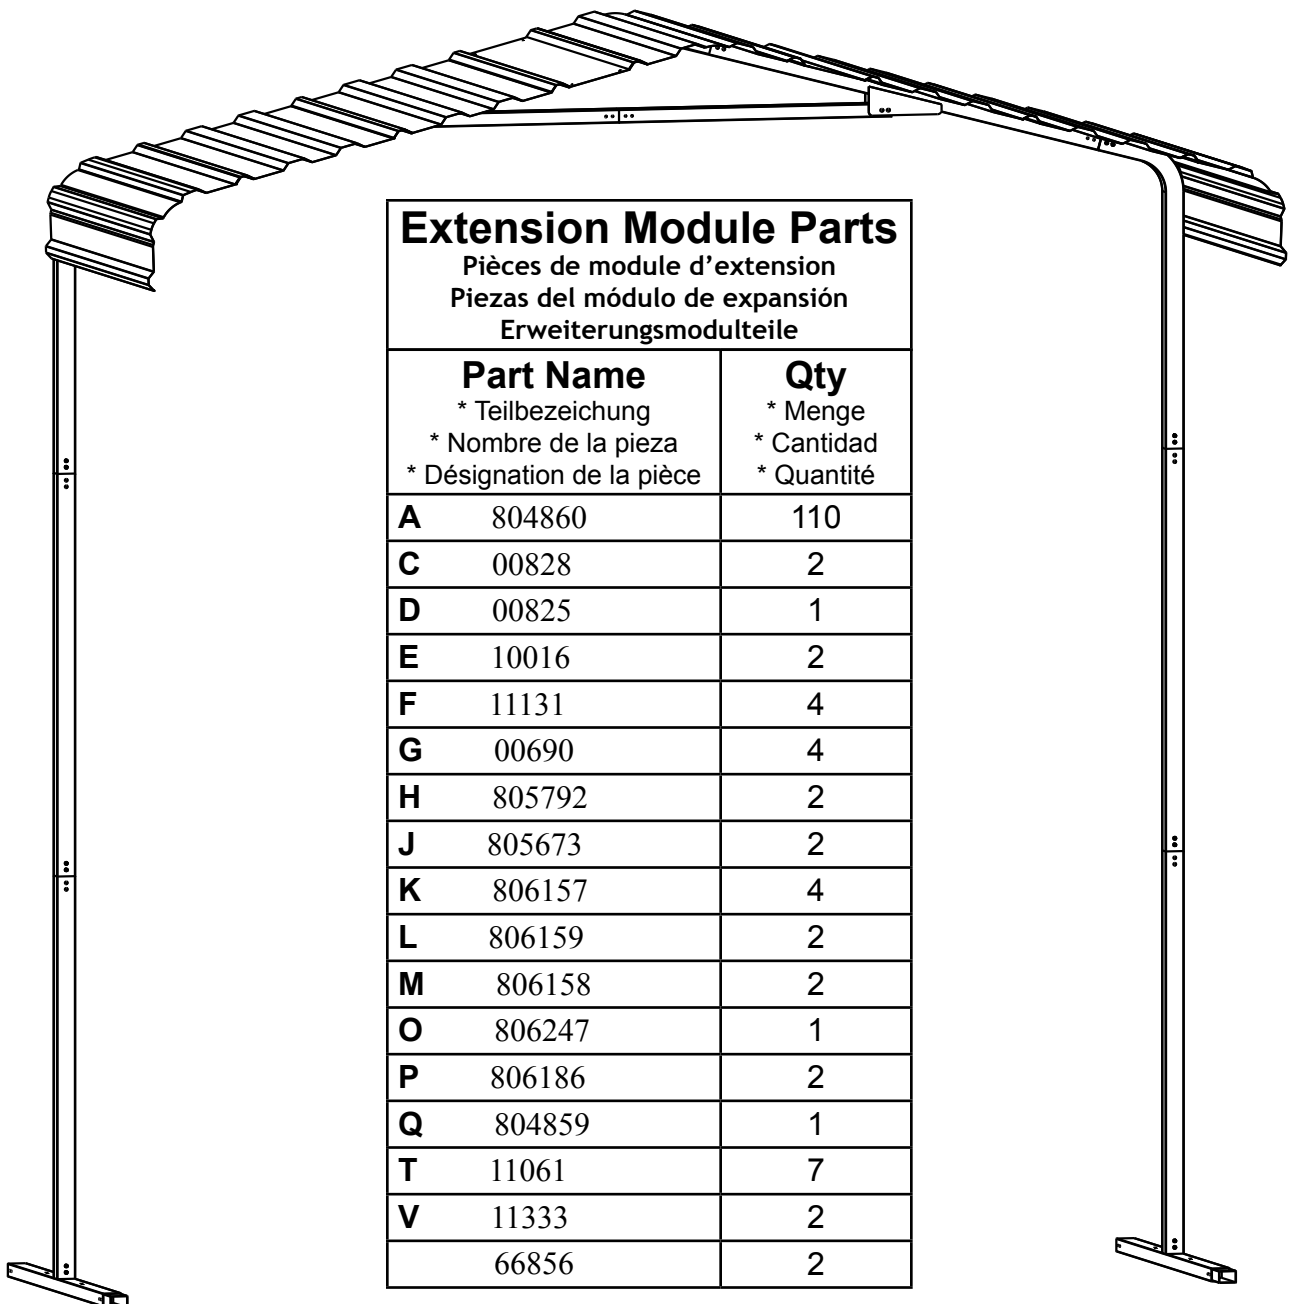 Extension Module Parts
Pièces de module d’extension
Piezas del módulo de expansión
Erweiterungsmodulteile
Part Name Qty
* Teilbezeichung * Menge
* Nombre de la pieza * Cantidad
* Désignation de la pièce * Quantité
A 804860 110
C 00828 2
D 00825 1
E 10016 2
F 11131 4
G 00690 4
H 805792 2
J 805673 2
K 806157 4
L 806159 2
M 806158 2
O 806247 1
P 806186 2
Q 804859 1
T 11061 7
V 11333 2
66856 2